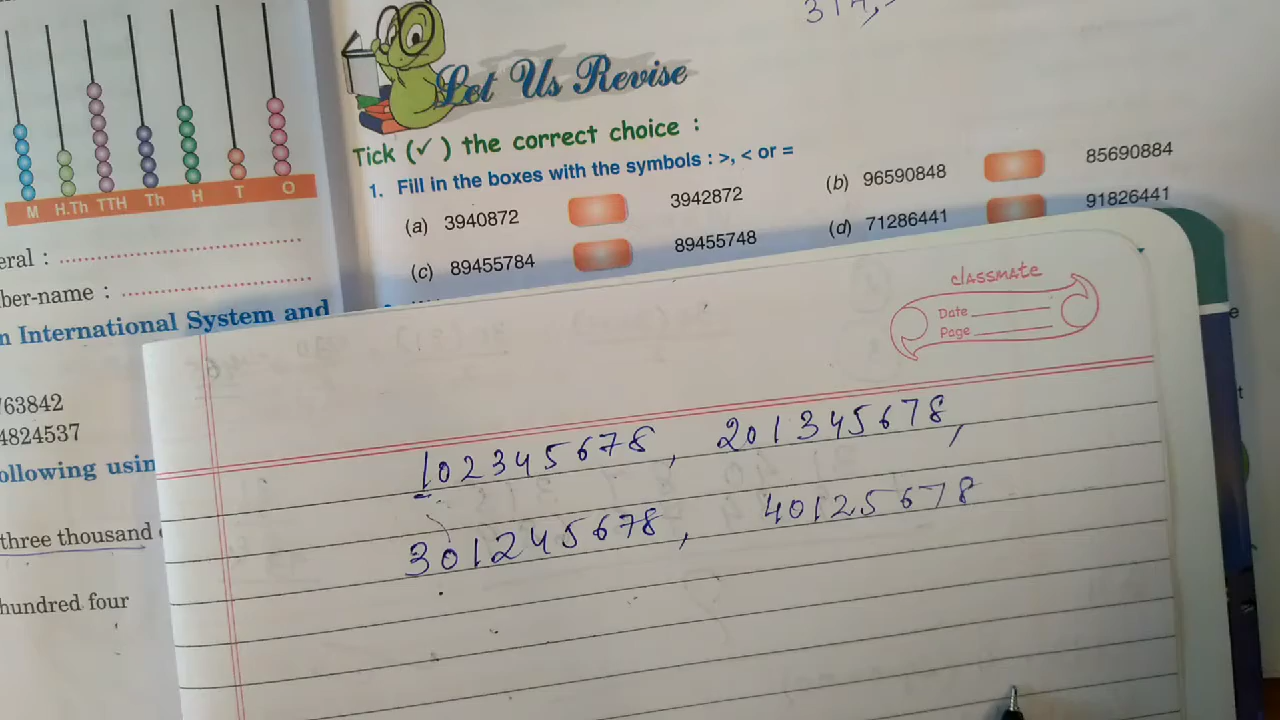 M H.Th TTH Th H T O
eral :
ber-name :
n International System and
763842
4824537
ollowing usin
three thousand
hundred four
Let Us Revise
Tick (✓) the correct choice :
1. Fill in the boxes with the symbols : >, < or =
(a) 3940872 3942872 (b) 96590848 85690884
(c) 89455784 89455748 (d) 71286441 91826441
classmate
Date
Page
102345678, 201345678,
301245678, 40125678